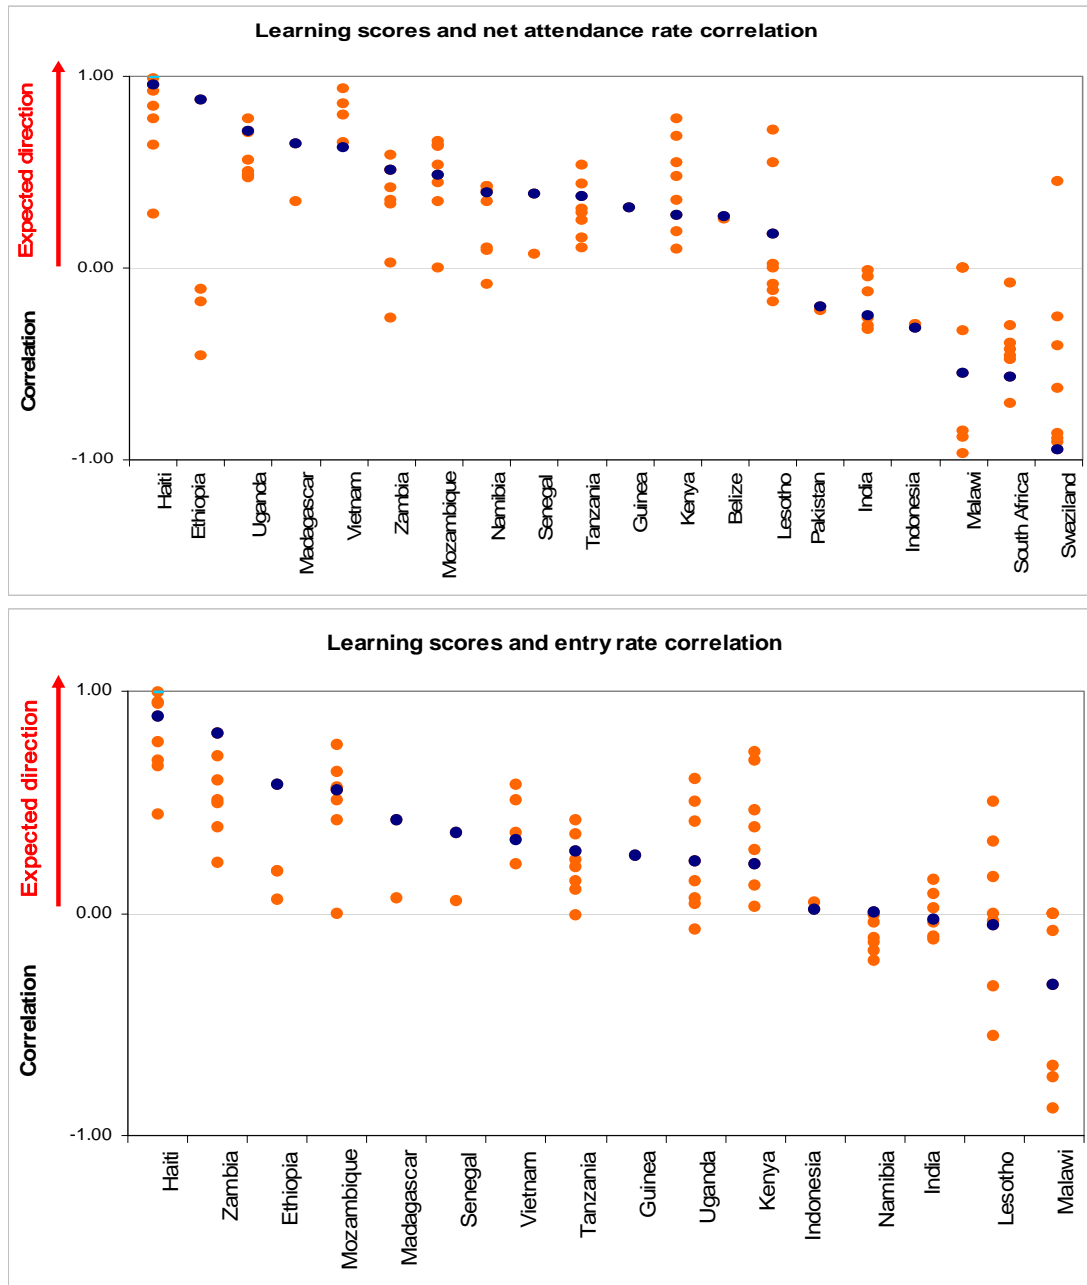 Learning scores and net attendance rate correlation
Expected direction
Correlation
1.00
0.00
-1.00
Haiti
Ethiopia
Uganda
Madagascar
Vietnam
Zambia
Mozambique
Namibia
Senegal
Tanzania
Guinea
Kenya
Belize
Lesotho
Pakistan
India
Indonesia
Malawi
South Africa
Swaziland
Learning scores and entry rate correlation
Expected direction
Correlation
1.00
0.00
-1.00
Haiti
Zambia
Ethiopia
Mozambique
Madagascar
Senegal
Vietnam
Tanzania
Guinea
Uganda
Kenya
Indonesia
Namibia
India
Lesotho
Malawi